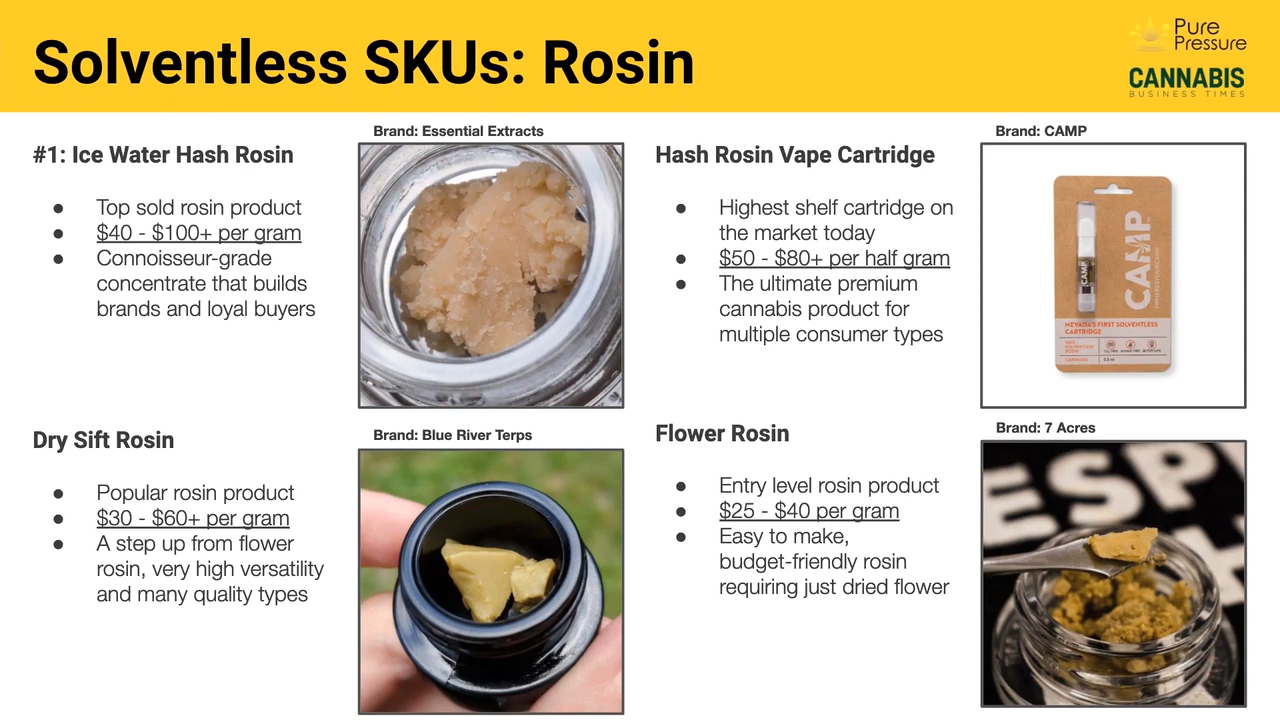 Solventless SKUs: Rosin
Pure
Pressure
CANNABIS
BUSINESS TIMES
Brand: Essential Extracts
#1: Ice Water Hash Rosin
● Top sold rosin product
● $40 - $100+ per gram
● Connoisseur-grade
concentrate that builds
brands and loyal buyers
Brand: CAMP
Hash Rosin Vape Cartridge
● Highest shelf cartridge on
the market today
● $50 - $80+ per half gram
● The ultimate premium
cannabis product for
multiple consumer types
CAMP
CAMP
NEVADA'S FIRST SOLVENTLESS
CARTRIDGE
Brand: Blue River Terps
Dry Sift Rosin
● Popular rosin product
● $30 - $60+ per gram
● A step up from flower
rosin, very high versatility
and many quality types
Brand: 7 Acres
Flower Rosin
● Entry level rosin product
● $25 - $40 per gram
● Easy to make,
budget-friendly rosin
requiring just dried flower
ESP